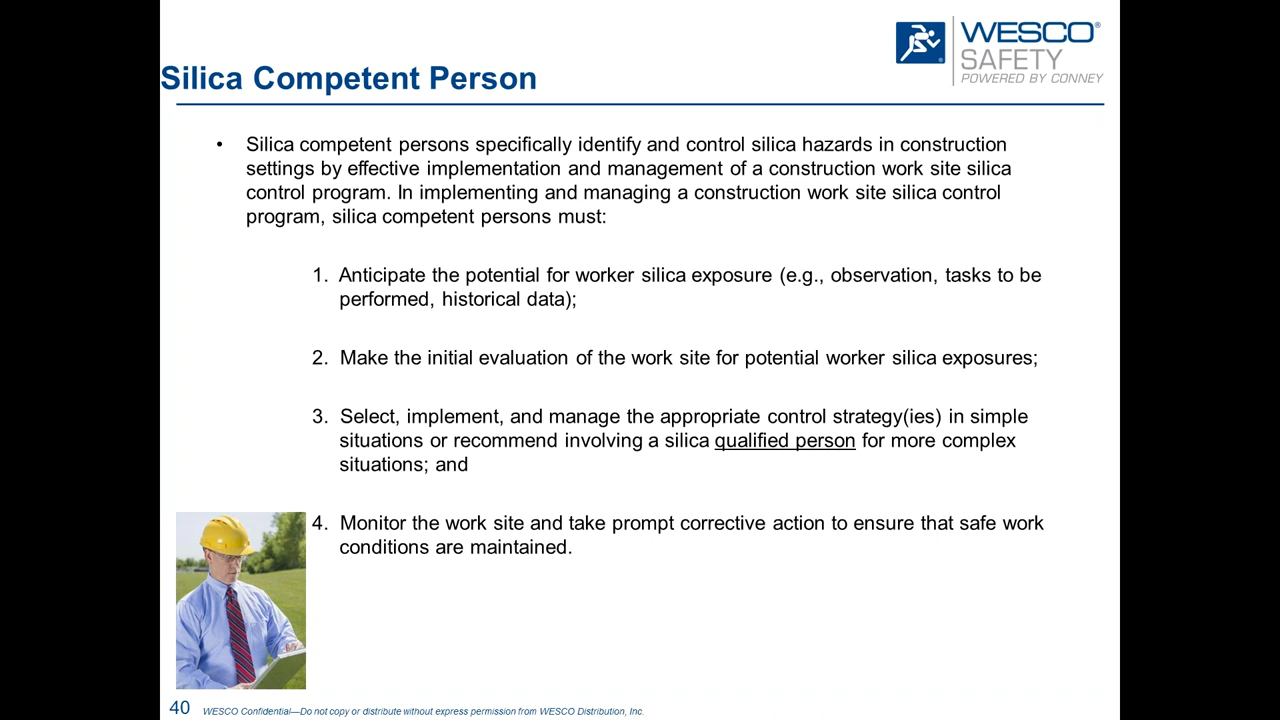 WESCO®
SAFETY
POWERED BY CONNEY
Silica Competent Person
• Silica competent persons specifically identify and control silica hazards in construction
settings by effective implementation and management of a construction work site silica
control program. In implementing and managing a construction work site silica control
program, silica competent persons must:
1. Anticipate the potential for worker silica exposure (e.g., observation, tasks to be
performed, historical data);
2. Make the initial evaluation of the work site for potential worker silica exposures;
3. Select, implement, and manage the appropriate control strategy(ies) in simple
situations or recommend involving a silica qualified person for more complex
situations; and
4. Monitor the work site and take prompt corrective action to ensure that safe work
conditions are maintained.
40 WESCO Confidential—Do not copy or distribute without express permission from WESCO Distribution, Inc.